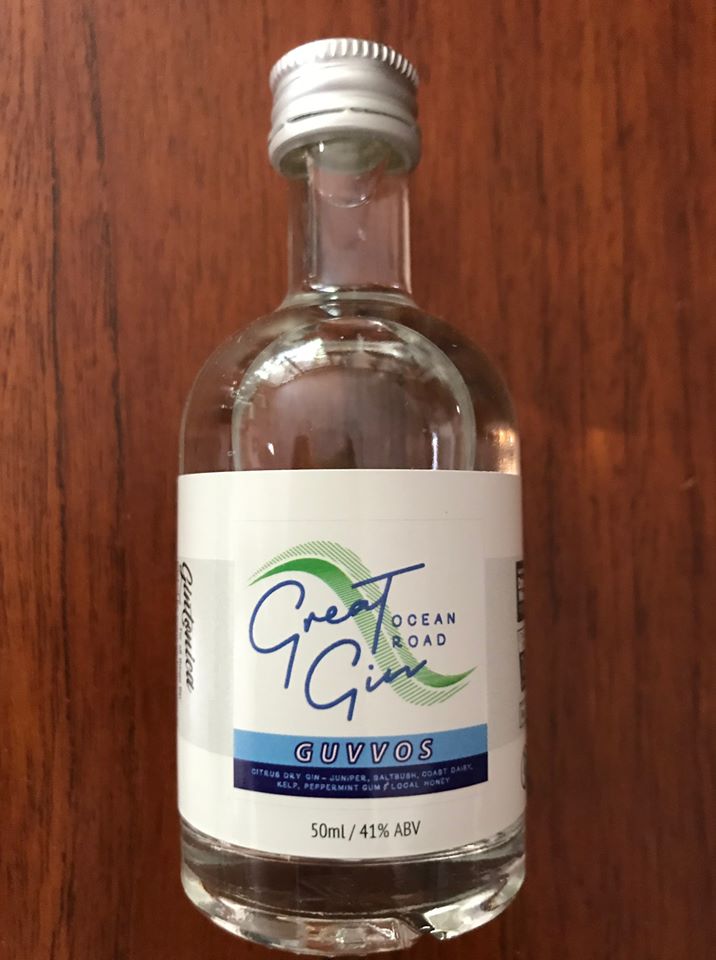 Great
OCEAN
ROAD
Gin
GUVVOS
CITRUS DRY GIN - JUNIPER, SALTBUSH, COAST DAISY,
KELP, PEPPERMINT GUM & LOCAL HONEY
50ml / 41% ABV
Gintonica